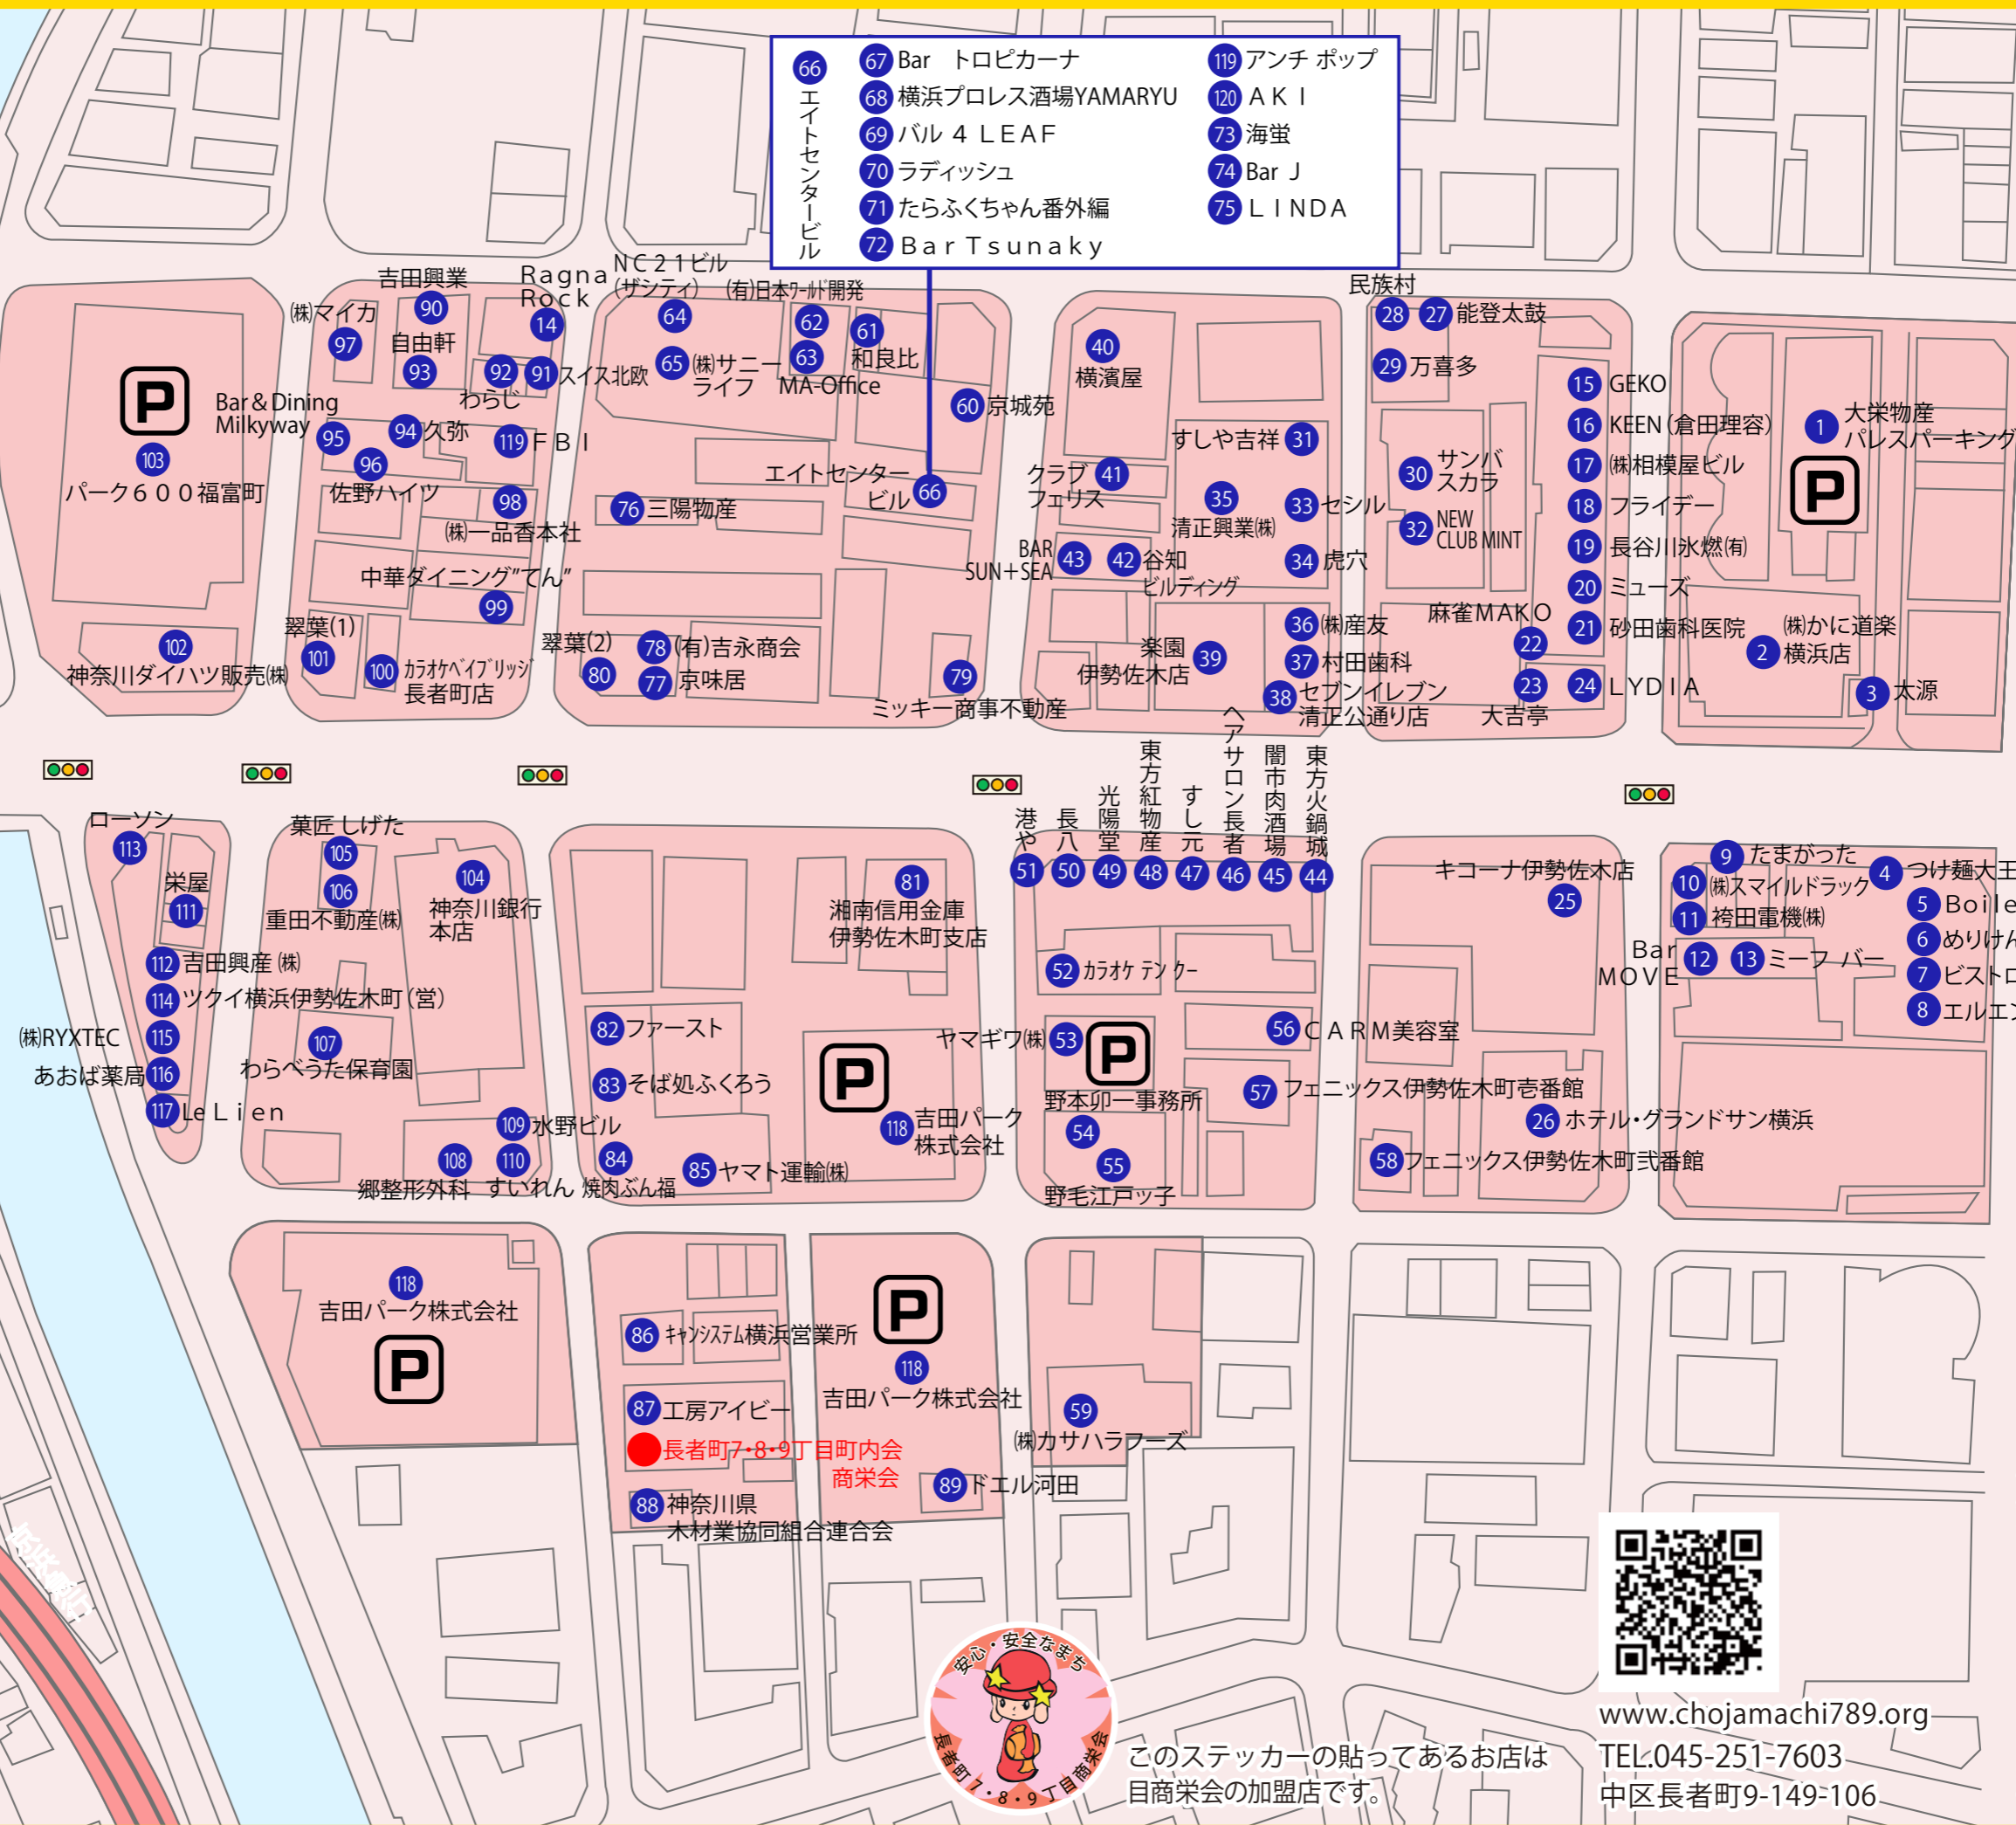 66 エイトセンタービル
67 Bar トロピカーナ
68 横浜プロレス酒場YAMARYU
69 バル 4 LEAF
70 ラディッシュ
71 たらふくちゃん番外編
72 Bar Tsunaky
119 アンチ ポップ
120 AKI
73 海蛍
74 Bar J
75 LINDA
吉田興業
90
㈱マイカ
97
自由軒
93
Ragna
Rock
14
92
わらじ
91 スイス北欧
NC21ビル
(ザシティ)
64
65 ㈱サニー
ライフ
(有)日本ワールド開発
62
63
MA-Office
61
和良比
60 京城苑
P
103
パーク600福富町
Bar&Dining
Milkyway
95
94 久弥
96
佐野ハイツ
119 FBI
98
㈱一品香本社
中華ダイニング"てん"
99
102
神奈川ダイハツ販売㈱
翠葉(1)
101
100 カラオケベイブリッジ
長者町店
76 三陽物産
エイトセンター
ビル 66
翠葉(2)
80
78 (有)吉永商会
77 京味居
79
ミッキー商事不動産
40
横濱屋
すしや吉祥 31
クラブ
フェリス 41
35
清正興業㈱
33 セシル
34 虎穴
BAR
SUN+SEA 43
42 谷知
ビルディング
楽園
伊勢佐木店 39
36 ㈱産友
37 村田歯科
38 セブンイレブン
清正公通り店
民族村
28
27 能登太鼓
29 万喜多
30 サンバ
スカラ
32 NEW
CLUB MINT
15 GEKO
16 KEEN(倉田理容)
17 ㈱相模屋ビル
18 フライデー
19 長谷川氷燃㈲
20 ミューズ
21 砂田歯科医院
麻雀MAKO
22
23
大吉亭
24 LYDIA
1 大栄物産
パレスパーキング
P
㈱かに道楽
2 横浜店
3 太源
ローソン
113
栄屋
111
112 吉田興産 ㈱
114 ツクイ横浜伊勢佐木町(営)
㈱RYXTEC 115
あおば薬局 116
117 Le Lien
菓匠 しげた
105
106
重田不動産㈱
104
神奈川銀行
本店
107
わらべうた保育園
109 水野ビル
108
郷整形外科
110
すいれん
81
湘南信用金庫
伊勢佐木町支店
82 ファースト
83 そば処ふくろう
84
焼肉ぶん福
85 ヤマト運輸㈱
P
118 吉田パーク
株式会社
港や
51
長八
50
光陽堂
49
東方紅物産
48
すし元
47
ヘアサロン長者
46
闇市肉酒場
45
東方火鍋城
44
52 カラオケ テン クー
ヤマギワ㈱ 53
P
56 CARM美容室
57 フェニックス伊勢佐木町壱番館
野本卯一事務所
54
55
野毛江戸ッ子
キコーナ伊勢佐木店
25
26 ホテル・グランドサン横浜
58 フェニックス伊勢佐木町弐番館
9 たまがった
10 ㈱スマイルドラック
11 袴田電機㈱
Bar
MOVE 12
13 ミーフ バー
4 つけ麺大王
5 Boile
6 めりけん
7 ビストロ
8 エルエン
118
吉田パーク株式会社
P
86 キャンシステム横浜営業所
87 工房アイビー
長者町7・8・9丁目町内会
商栄会
88 神奈川県
木材業協同組合連合会
P
118
吉田パーク株式会社
89 ドエル河田
59
㈱カサハラフーズ
京浜急行
安心・安全なまち
長者町7・8・9丁目商栄会
このステッカーの貼ってあるお店は
目商栄会の加盟店です。
www.chojamachi789.org
TEL.045-251-7603
中区長者町9-149-106